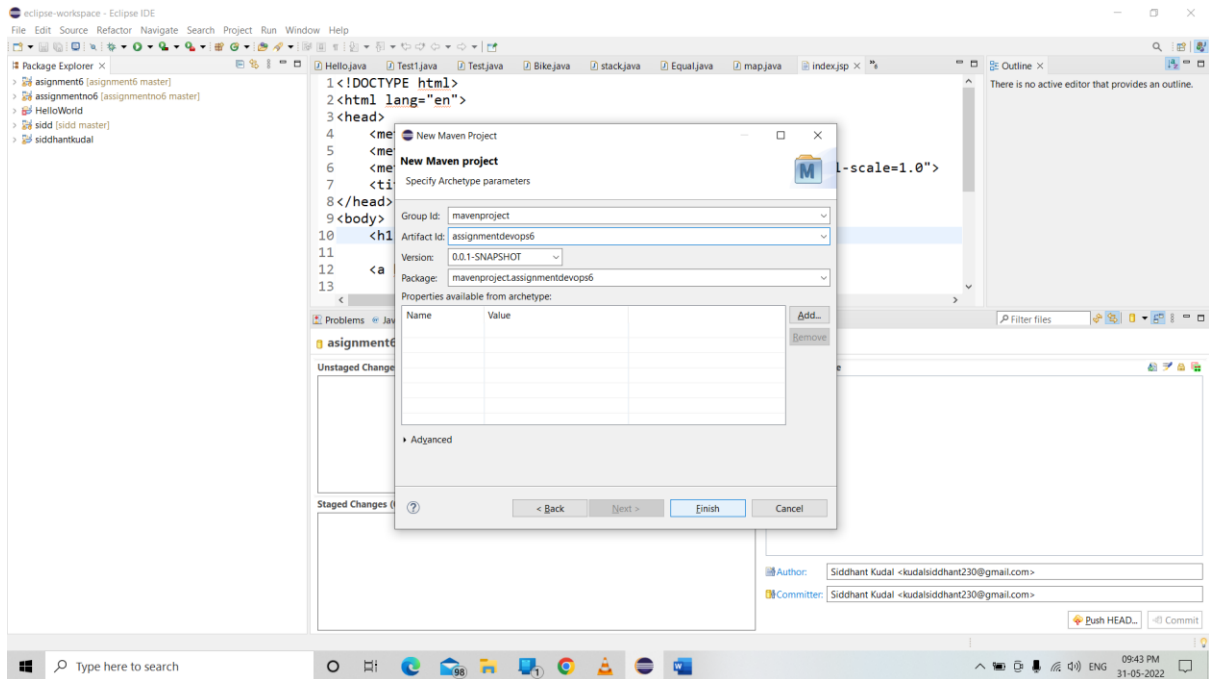 eclipse-workspace - Eclipse IDE
File Edit Source Refactor Navigate Search Project Run Window Help
Package Explorer
asignment6 [asignment6 master]
assignmentno6 [assignmentno6 master]
HelloWorld
sidd [sidd master]
siddhantkudal
Hello.java Test1.java Test.java Bike.java stack.java Equal.java map.java index.jsp
1 <!DOCTYPE html>
2 <html lang="en">
3 <head>
4 <me
5 <me
6 <me l-scale=1.0">
7 <ti
8 </head>
9 <body>
10 <h1
11
12 <a
13
Outline
There is no active editor that provides an outline.
New Maven Project
New Maven project
Specify Archetype parameters
M
Group Id: mavenproject
Artifact Id: assignmentdevops6
Version: 0.0.1-SNAPSHOT
Package: mavenproject.assignmentdevops6
Properties available from archetype:
Name Value
Add...
Remove
Advanced
< Back Next > Finish Cancel
Problems Jav
Filter files
asignment6
Unstaged Change
e
Staged Changes (
Author: Siddhant Kudal <kudalsiddhant230@gmail.com>
Committer: Siddhant Kudal <kudalsiddhant230@gmail.com>
Push HEAD... Commit
Type here to search
98
1
ENG
09:43 PM
31-05-2022